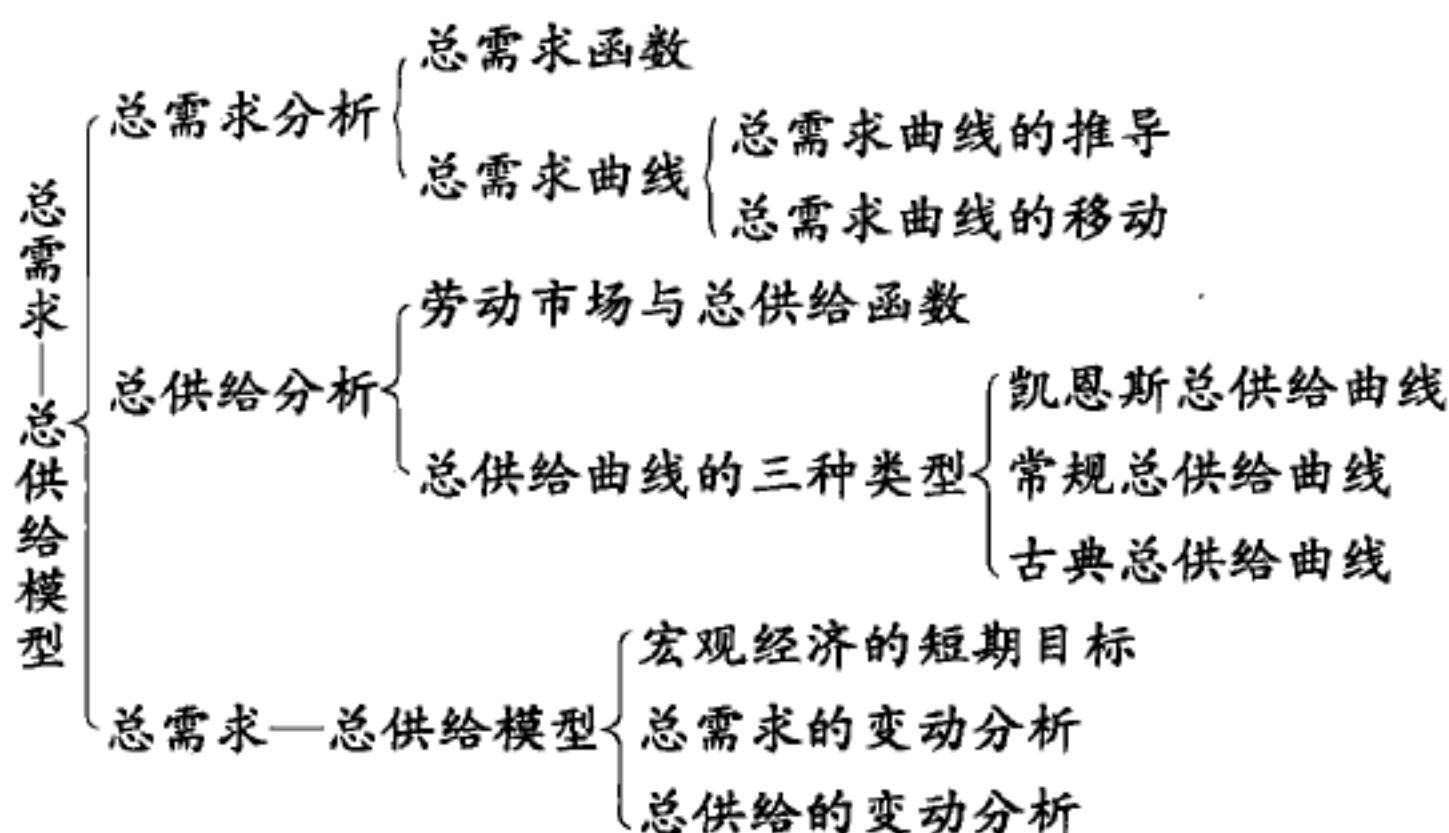 总需求—总供给模型
总需求分析
总需求函数
总需求曲线
总需求曲线的推导
总需求曲线的移动
总供给分析
劳动市场与总供给函数
总供给曲线的三种类型
凯恩斯总供给曲线
常规总供给曲线
古典总供给曲线
总需求—总供给模型
宏观经济的短期目标
总需求的变动分析
总供给的变动分析